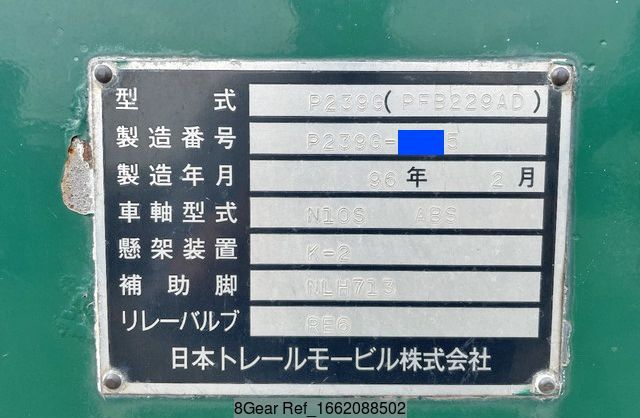 型式 P239G(PFB229AD)
製造番号 P239G-5
製造年月 96年 2月
車軸型式 N10S ABS
懸架装置 K-2
補助脚 NLH713
リレーバルブ RE6
日本トレールモービル株式会社
8Gear Ref_1662088502